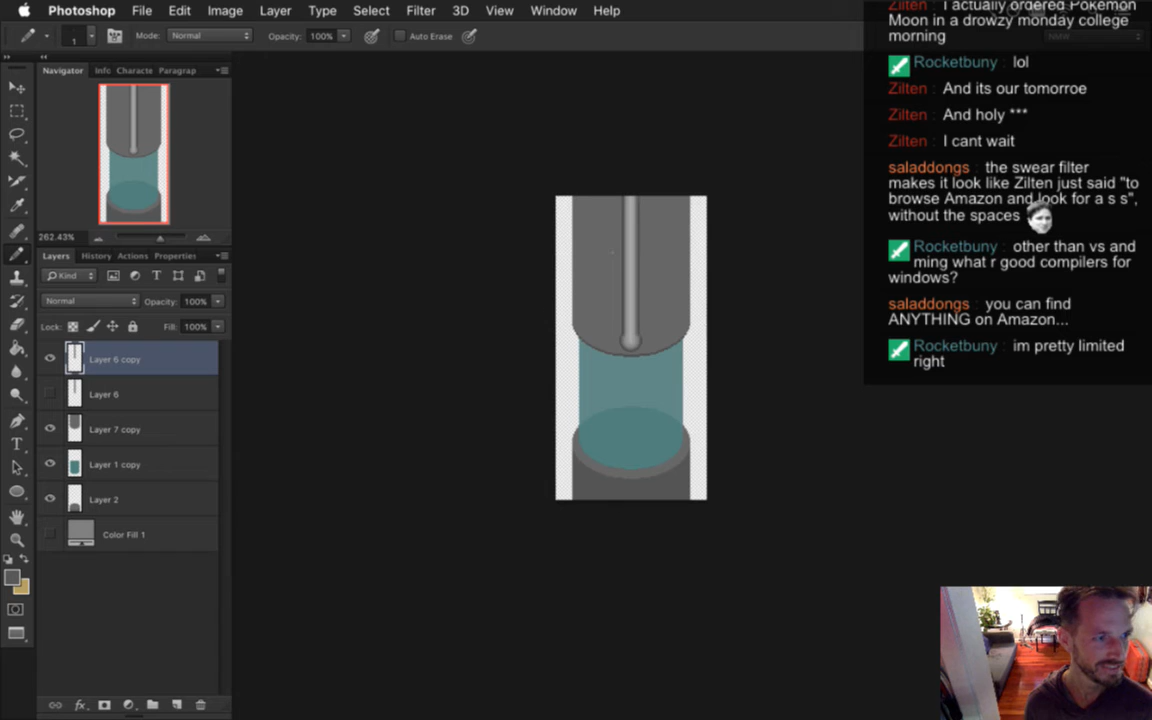 Photoshop File Edit Image Layer Type Select Filter 3D View Window Help
1 Mode: Normal Opacity: 100% Auto Erase
Navigator Info Characte Paragrap
262.43%
Layers History Actions Properties
Kind
Normal Opacity: 100%
Lock: Fill: 100%
Layer 6 copy
Layer 6
Layer 7 copy
Layer 1 copy
Layer 2
Color Fill 1
fx
Zilten : I actually ordered Pokemon
Moon in a drowzy monday college
morning
Rocketbuny : lol
Zilten : And its our tomorroe
Zilten : And holy ***
Zilten : I cant wait
saladdongs : the swear filter
makes it look like Zilten just said "to
browse Amazon and look for a s s",
without the spaces
Rocketbuny : other than vs and
ming what r good compilers for
windows?
saladdongs : you can find
ANYTHING on Amazon...
Rocketbuny : im pretty limited
right